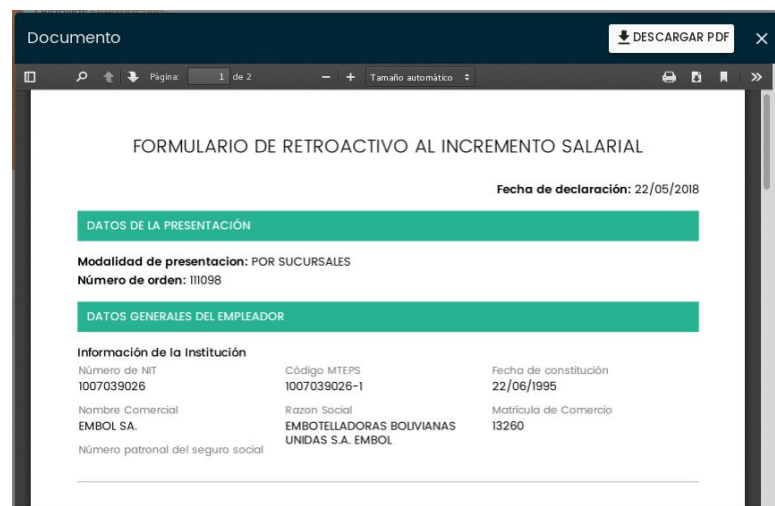 Documento
DESCARGAR PDF
Página: 1 de 2
Tamaño automático
FORMULARIO DE RETROACTIVO AL INCREMENTO SALARIAL
Fecha de declaración: 22/05/2018
DATOS DE LA PRESENTACIÓN
Modalidad de presentacion: POR SUCURSALES
Número de orden: 111098
DATOS GENERALES DEL EMPLEADOR
Información de la Institución
Número de NIT
1007039026
Código MTEPS
1007039026-1
Fecha de constitución
22/06/1995
Nombre Comercial
EMBOL SA.
Razon Social
EMBOTELLADORAS BOLIVIANAS
UNIDAS S.A. EMBOL
Matrícula de Comercio
13260
Número patronal del seguro social